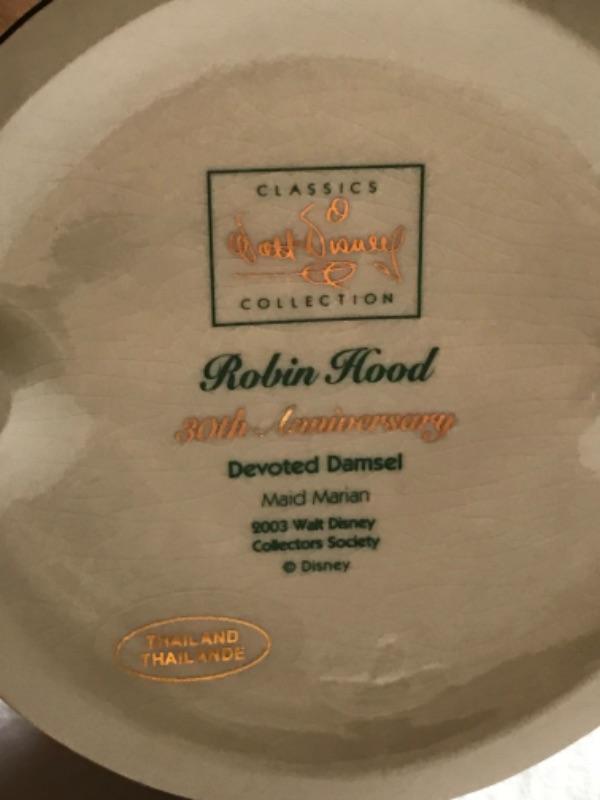 CLASSICS
Walt Disney
COLLECTION
Robin Hood
30th Anniversary
Devoted Damsel
Maid Marian
2003 Walt Disney
Collectors Society
© Disney
THAILAND
THAILANDE